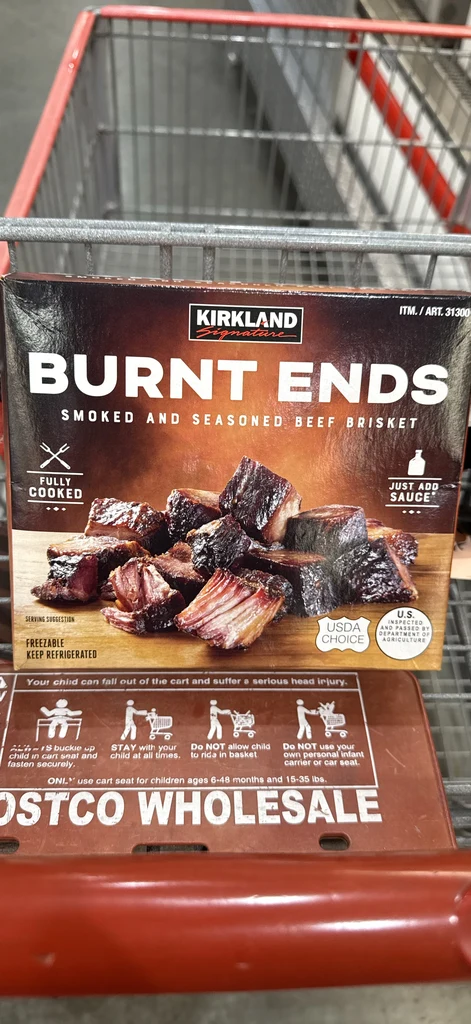 KIRKLAND
Signature
ITM. / ART. 31300
BURNT ENDS
SMOKED AND SEASONED BEEF BRISKET
FULLY
COOKED
JUST ADD
SAUCE*
SERVING SUGGESTION
FREEZABLE
KEEP REFRIGERATED
USDA
CHOICE
U.S.
INSPECTED
AND PASSED BY
DEPARTMENT OF
AGRICULTURE
Your child can fall out of the cart and suffer a serious head injury.
ALWAYS buckle up
child in cart seat and
fasten securely.
STAY with your
child at all times.
Do NOT allow child
to ride in basket
Do NOT use your
own personal infant
carrier or car seat.
ONLY use cart seat for children ages 6-48 months and 15-35 lbs.
OSTCO WHOLESALE